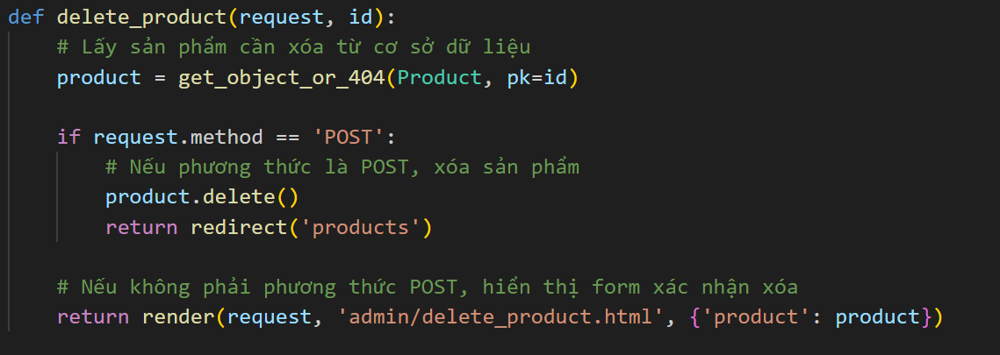 def delete_product(request, id):
# Lấy sản phẩm cần xóa từ cơ sở dữ liệu
product = get_object_or_404(Product, pk=id)
if request.method == 'POST':
# Nếu phương thức là POST, xóa sản phẩm
product.delete()
return redirect('products')
# Nếu không phải phương thức POST, hiển thị form xác nhận xóa
return render(request, 'admin/delete_product.html', {'product': product})